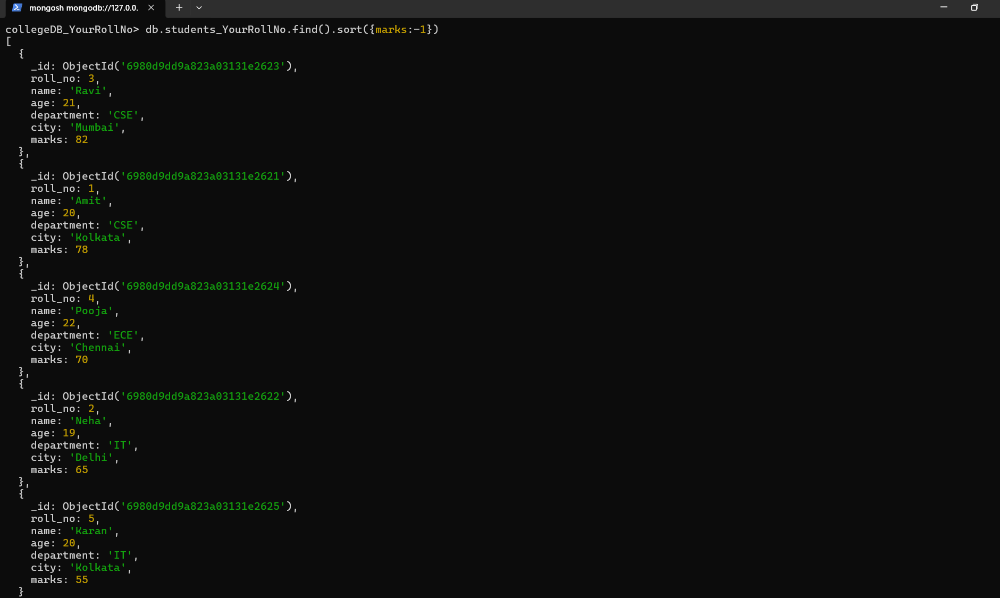 mongosh mongodb://127.0.0.
collegeDB_YourRollNo> db.students_YourRollNo.find().sort({marks:-1})
[
  {
    _id: ObjectId('6980d9dd9a823a03131e2623'),
    roll_no: 3,
    name: 'Ravi',
    age: 21,
    department: 'CSE',
    city: 'Mumbai',
    marks: 82
  },
  {
    _id: ObjectId('6980d9dd9a823a03131e2621'),
    roll_no: 1,
    name: 'Amit',
    age: 20,
    department: 'CSE',
    city: 'Kolkata',
    marks: 78
  },
  {
    _id: ObjectId('6980d9dd9a823a03131e2624'),
    roll_no: 4,
    name: 'Pooja',
    age: 22,
    department: 'ECE',
    city: 'Chennai',
    marks: 70
  },
  {
    _id: ObjectId('6980d9dd9a823a03131e2622'),
    roll_no: 2,
    name: 'Neha',
    age: 19,
    department: 'IT',
    city: 'Delhi',
    marks: 65
  },
  {
    _id: ObjectId('6980d9dd9a823a03131e2625'),
    roll_no: 5,
    name: 'Karan',
    age: 20,
    department: 'IT',
    city: 'Kolkata',
    marks: 55
  }